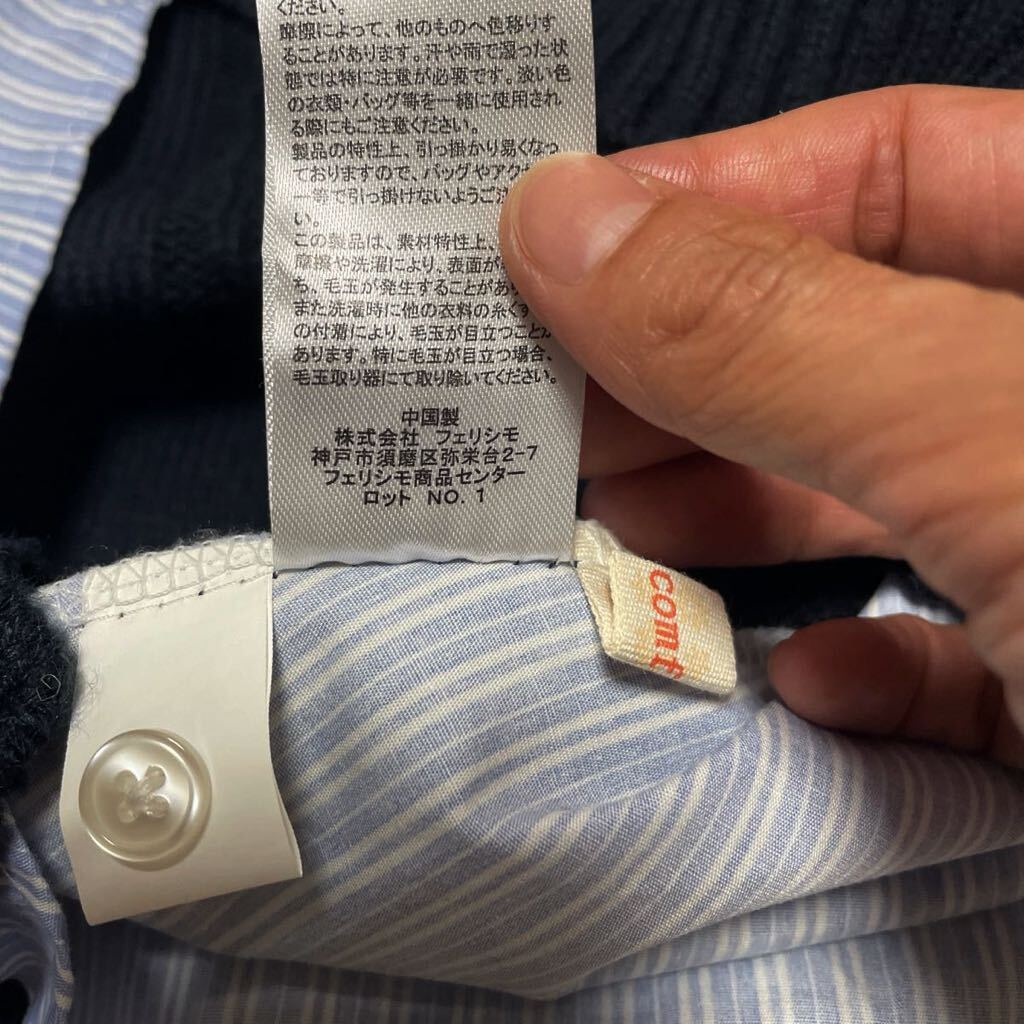 ください。
摩擦によって、他のものへ色移りす
ることがあります。汗や雨で湿った状
態では特に注意が必要です。淡い色
の衣類・バッグ等を一緒に使用され
る際にもご注意ください。
製品の特性上、引っ掛かり易くなっ
ておりますので、バッグやアク
ー等で引っ掛けないようご注
い。
この製品は、素材特性上、
摩擦や洗濯により、表面が
ち、毛玉が発生することがあり
また洗濯時に他の衣料の糸くず
の付着により、毛玉が目立つことが
あります。特に毛玉が目立つ場合、
毛玉取り器にて取り除いてください。
中国製
株式会社 フェリシモ
神戸市須磨区弥栄台2-7
フェリシモ商品センター
ロット NO. 1
comf